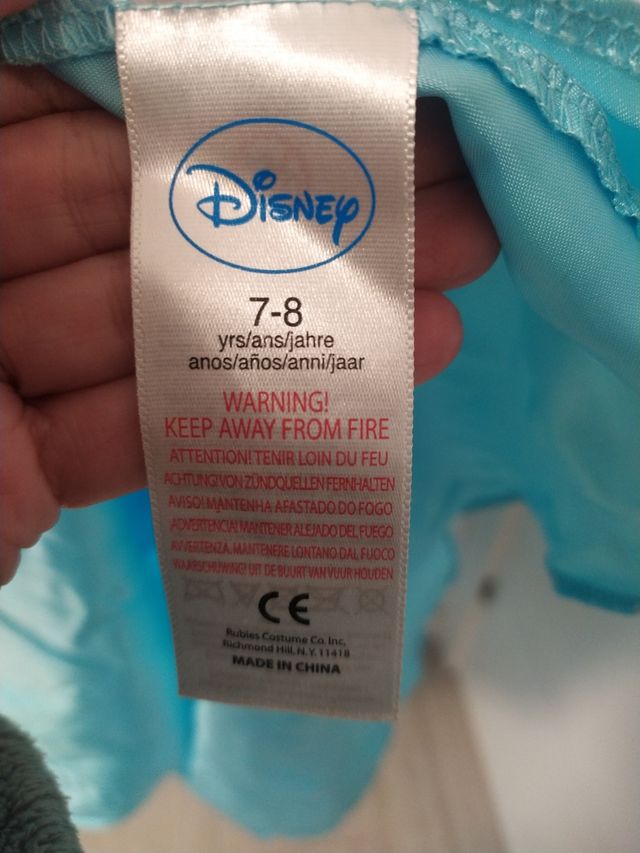 Disney
7-8
yrs/ans/jahre
anos/años/anni/jaar
WARNING!
KEEP AWAY FROM FIRE
ATTENTION! TENIR LOIN DU FEU
ACHTUNG! VON ZÜNDQUELLEN FERNHALTEN
AVISO! MANTENHA AFASTADO DO FOGO
¡ADVERTENCIA! MANTENER ALEJADO DEL FUEGO
AVVERTENZA. MANTENERE LONTANO DAL FUOCO
WAARSCHUWING! UIT DE BUURT VAN VUUR HOUDEN
CE
Rubies Costume Co. Inc,
Richmond Hill, N.Y. 11418
MADE IN CHINA